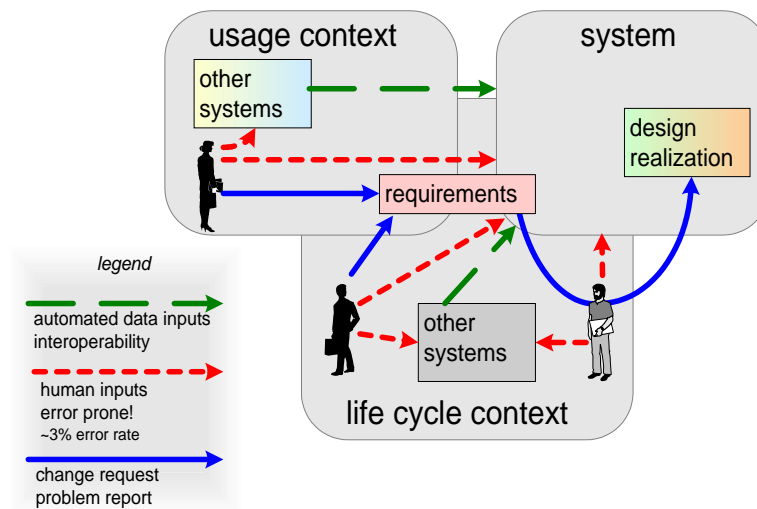 usage context
system
other
systems
design
realization
requirements
legend
automated data inputs
interoperability
other
systems
human inputs
error prone!
~3% error rate
life cycle context
change request
problem report